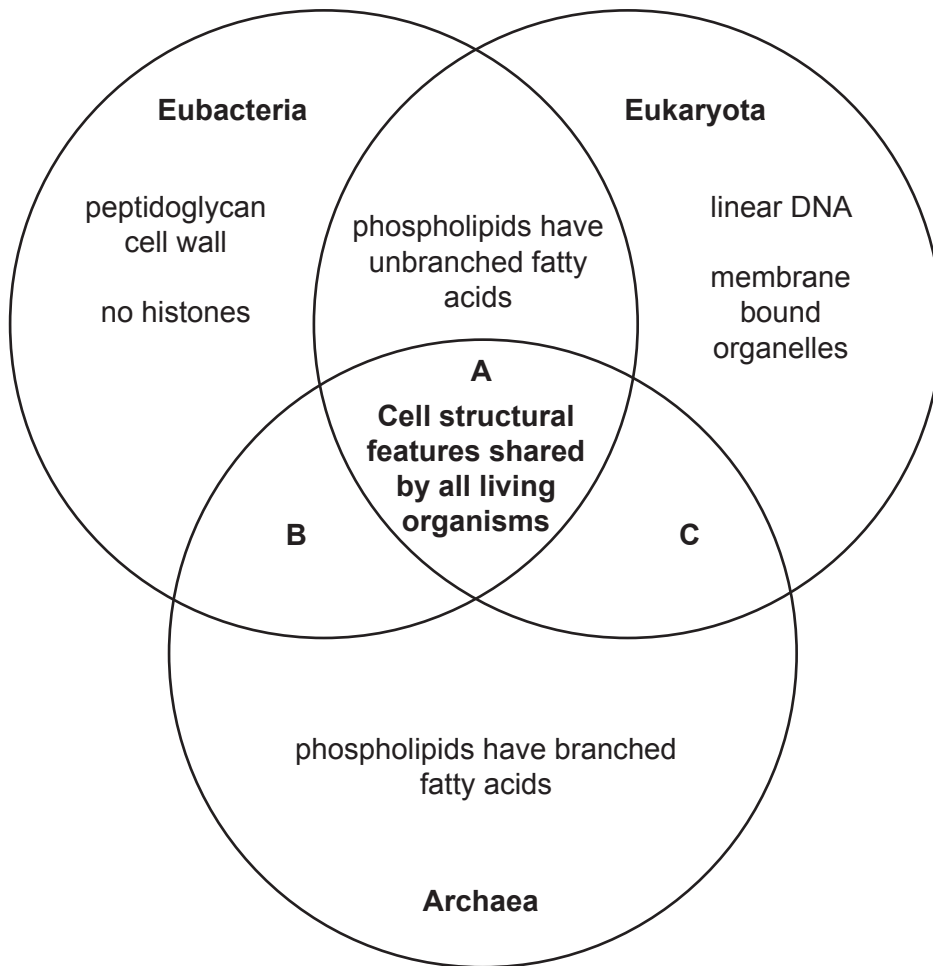 Eubacteria
Eukaryota
peptidoglycan
cell wall
no histones
phospholipids have
unbranched fatty
acids
linear DNA
membrane
bound
organelles
A
Cell structural
features shared
by all living
organisms
B
C
phospholipids have branched
fatty acids
Archaea